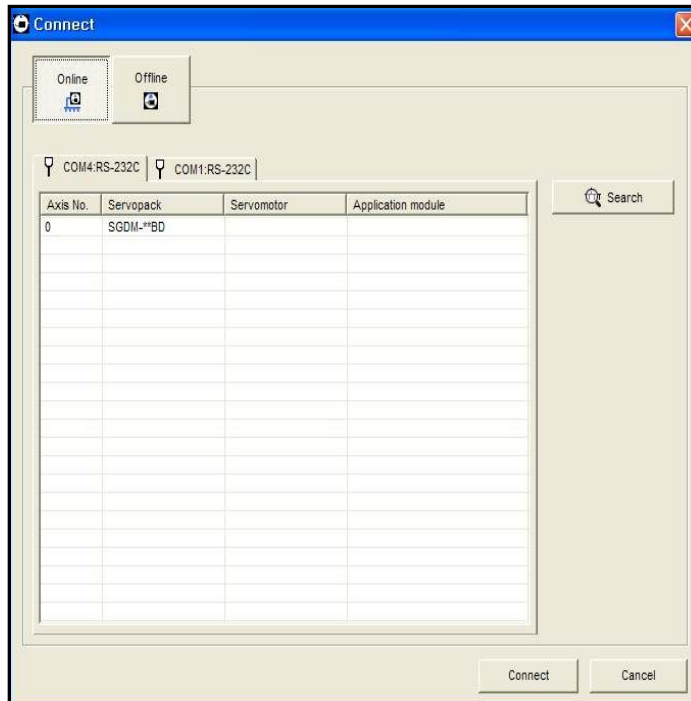 Connect
Online
Offline
COM4:RS-232C COM1:RS-232C
Axis No. Servopack Servomotor Application module
0 SGDM-**BD
Search
Connect Cancel